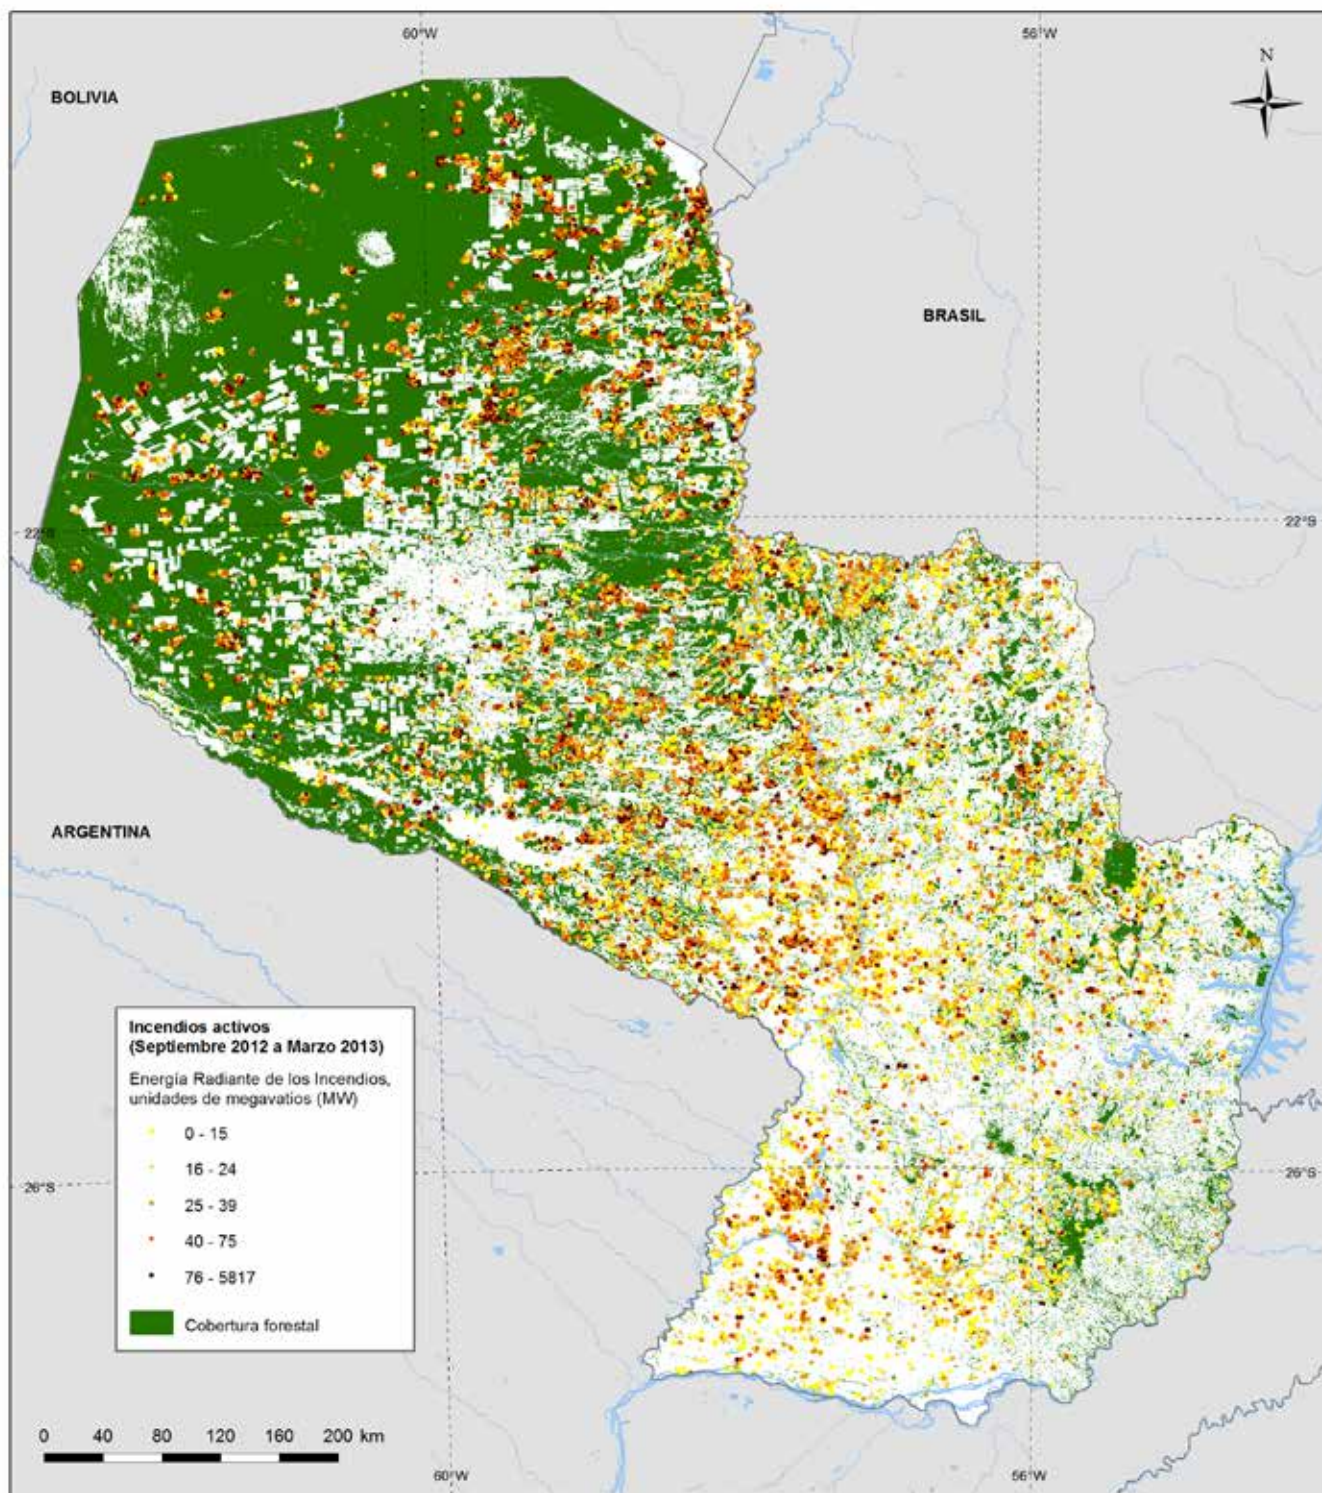 60°W
56°W
N
BOLIVIA
BRASIL
22°S
22°S
ARGENTINA
Incendios activos
(Septiembre 2012 a Marzo 2013)
Energía Radiante de los Incendios,
unidades de megavatios (MW)
0 - 15
16 - 24
25 - 39
40 - 75
76 - 5817
Cobertura forestal
26°S
26°S
0 40 80 120 160 200 km
60°W
56°W